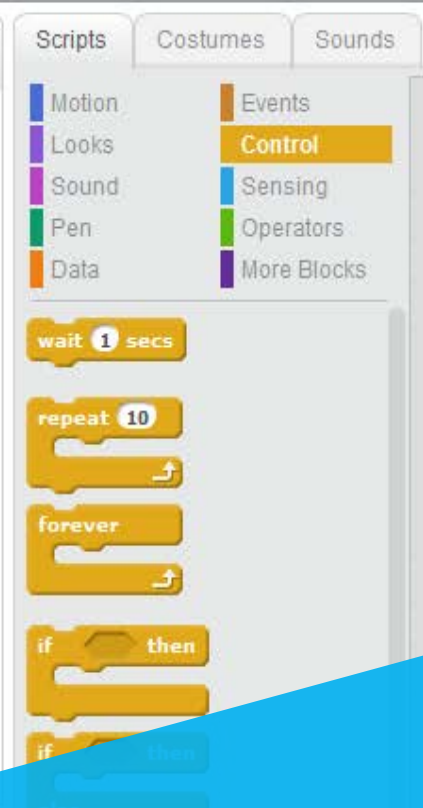 Scripts Costumes Sounds
Motion Events
Looks Control
Sound Sensing
Pen Operators
Data More Blocks
wait 1 secs
repeat 10
forever
if then
if then